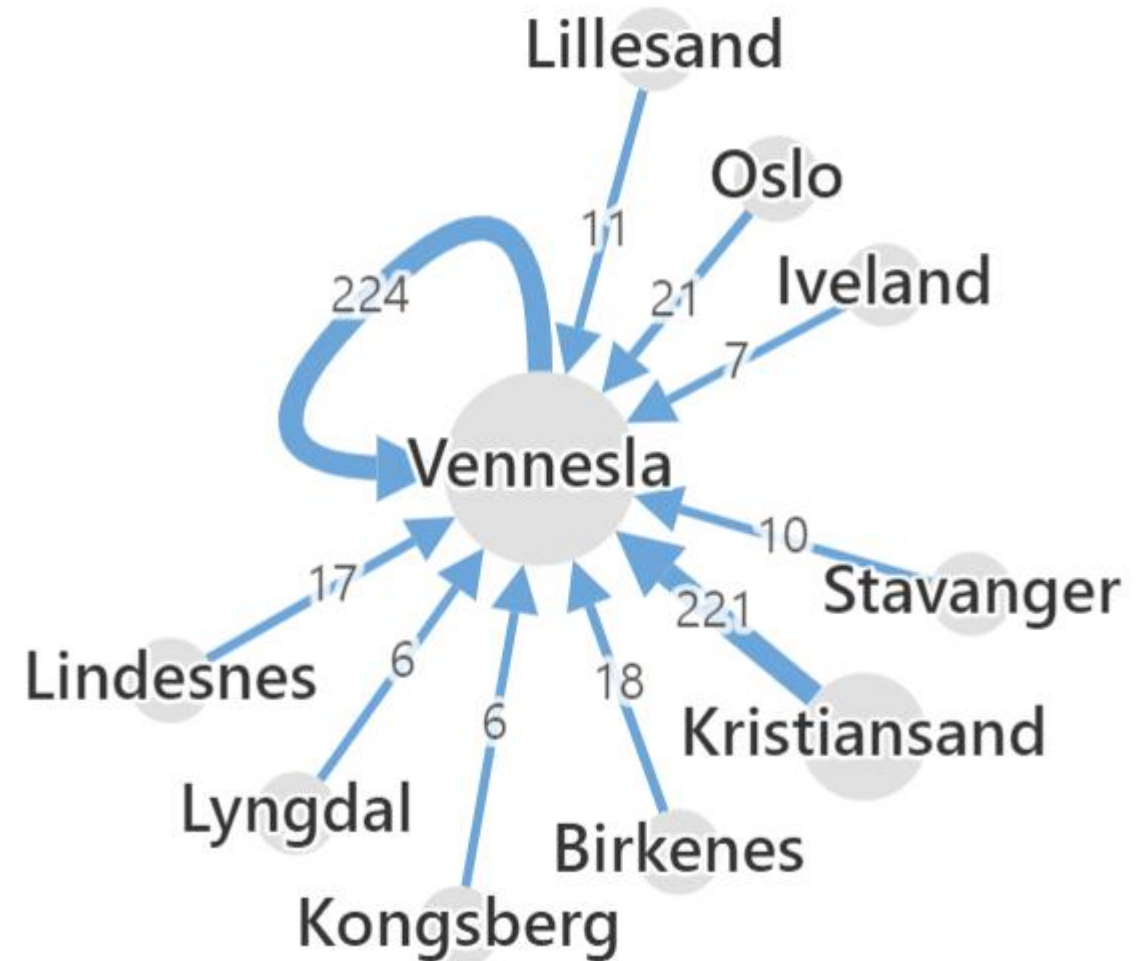 Lillesand
Oslo
11
Iveland
224
21
7
Vennesla
10
17
Stavanger
221
6
18
Lindesnes
6
Kristiansand
Lyngdal
Birkenes
Kongsberg